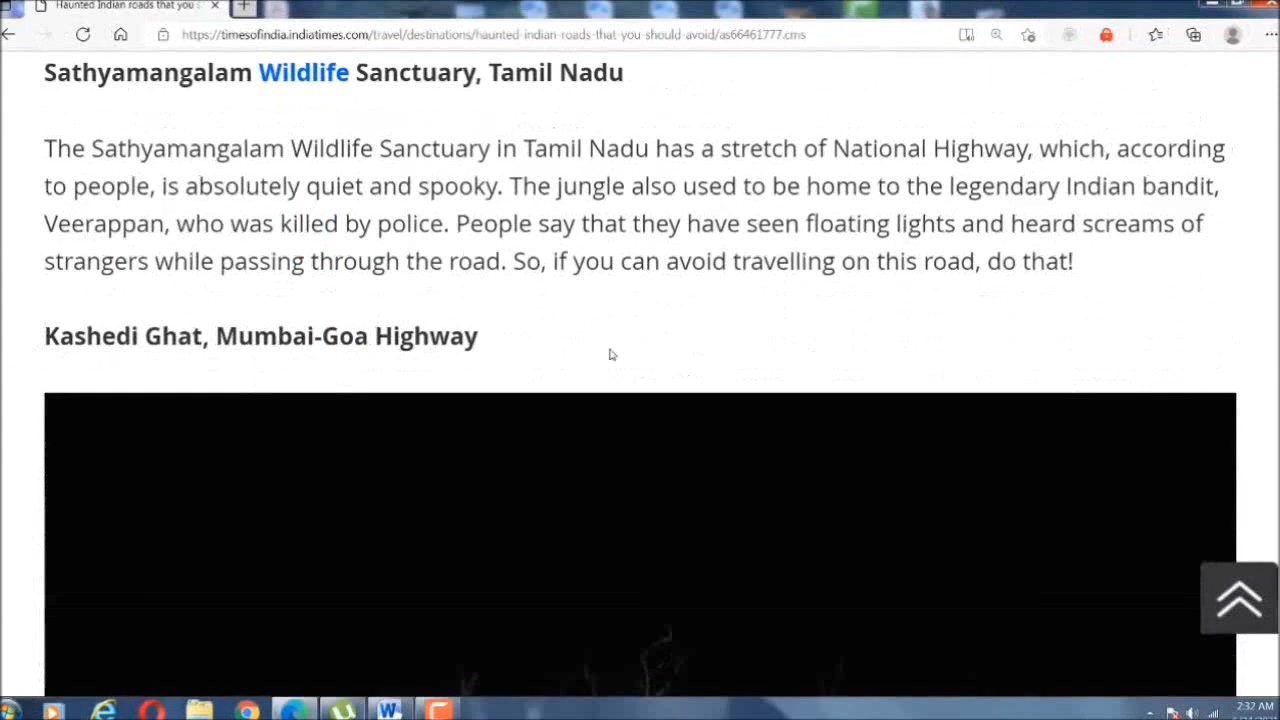 Haunted Indian roads that you s
https://timesofindia.indiatimes.com/travel/destinations/haunted-indian-roads-that-you-should-avoid/as66461777.cms
Sathyamangalam Wildlife Sanctuary, Tamil Nadu
The Sathyamangalam Wildlife Sanctuary in Tamil Nadu has a stretch of National Highway, which, according
to people, is absolutely quiet and spooky. The jungle also used to be home to the legendary Indian bandit,
Veerappan, who was killed by police. People say that they have seen floating lights and heard screams of
strangers while passing through the road. So, if you can avoid travelling on this road, do that!
Kashedi Ghat, Mumbai-Goa Highway
2:32 AM